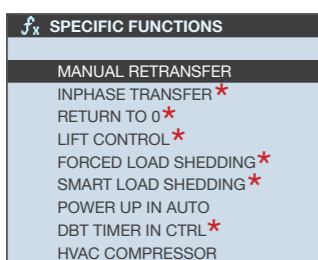 fx SPECIFIC FUNCTIONS
MANUAL RETRANSFER
INPHASE TRANSFER*
RETURN TO 0*
LIFT CONTROL*
FORCED LOAD SHEDDING*
SMART LOAD SHEDDING*
POWER UP IN AUTO
DBT TIMER IN CTRL*
HVAC COMPRESSOR